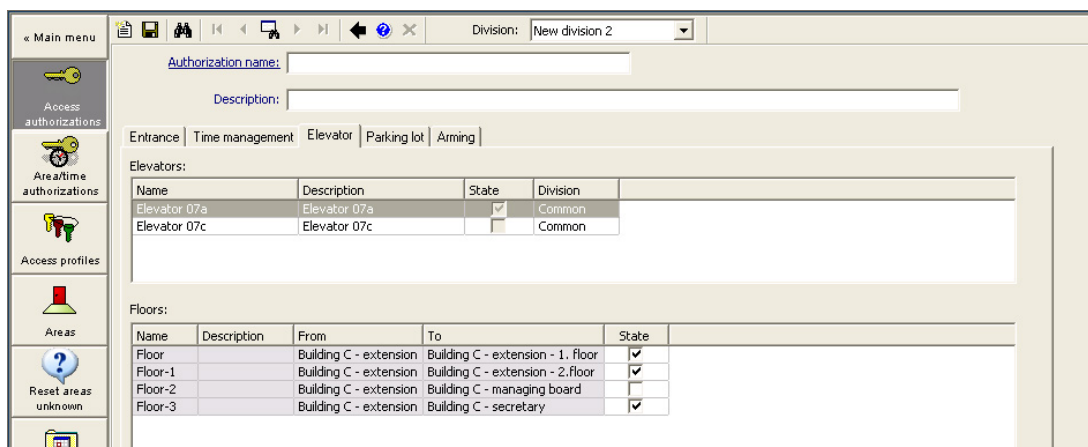 « Main menu
Division: New division 2
Authorization name:
Description:
Access
authorizations
Area/time
authorizations
Access profiles
Areas
Reset areas
unknown
Entrance Time management Elevator Parking lot Arming
Elevators:
Name Description State Division
Elevator 07a Elevator 07a Common
Elevator 07c Elevator 07c Common
Floors:
Name Description From To State
Floor Building C - extension Building C - extension - 1. floor
Floor-1 Building C - extension Building C - extension - 2.floor
Floor-2 Building C - extension Building C - managing board
Floor-3 Building C - extension Building C - secretary